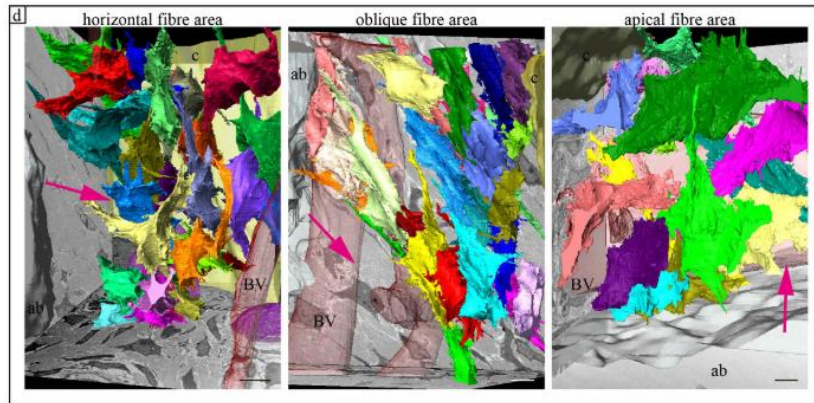 d
horizontal fibre area
oblique fibre area
apical fibre area
c
ab
BV
ab
c
BV
c
BV
ab